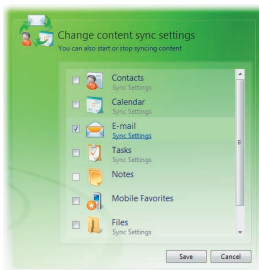 Change content sync settings
You can also start or stop syncing content
Contacts
Sync Settings
Calendar
Sync Settings
E-mail
Sync Settings
Tasks
Sync Settings
Notes
Mobile Favorites
Files
Sync Settings
Save
Cancel